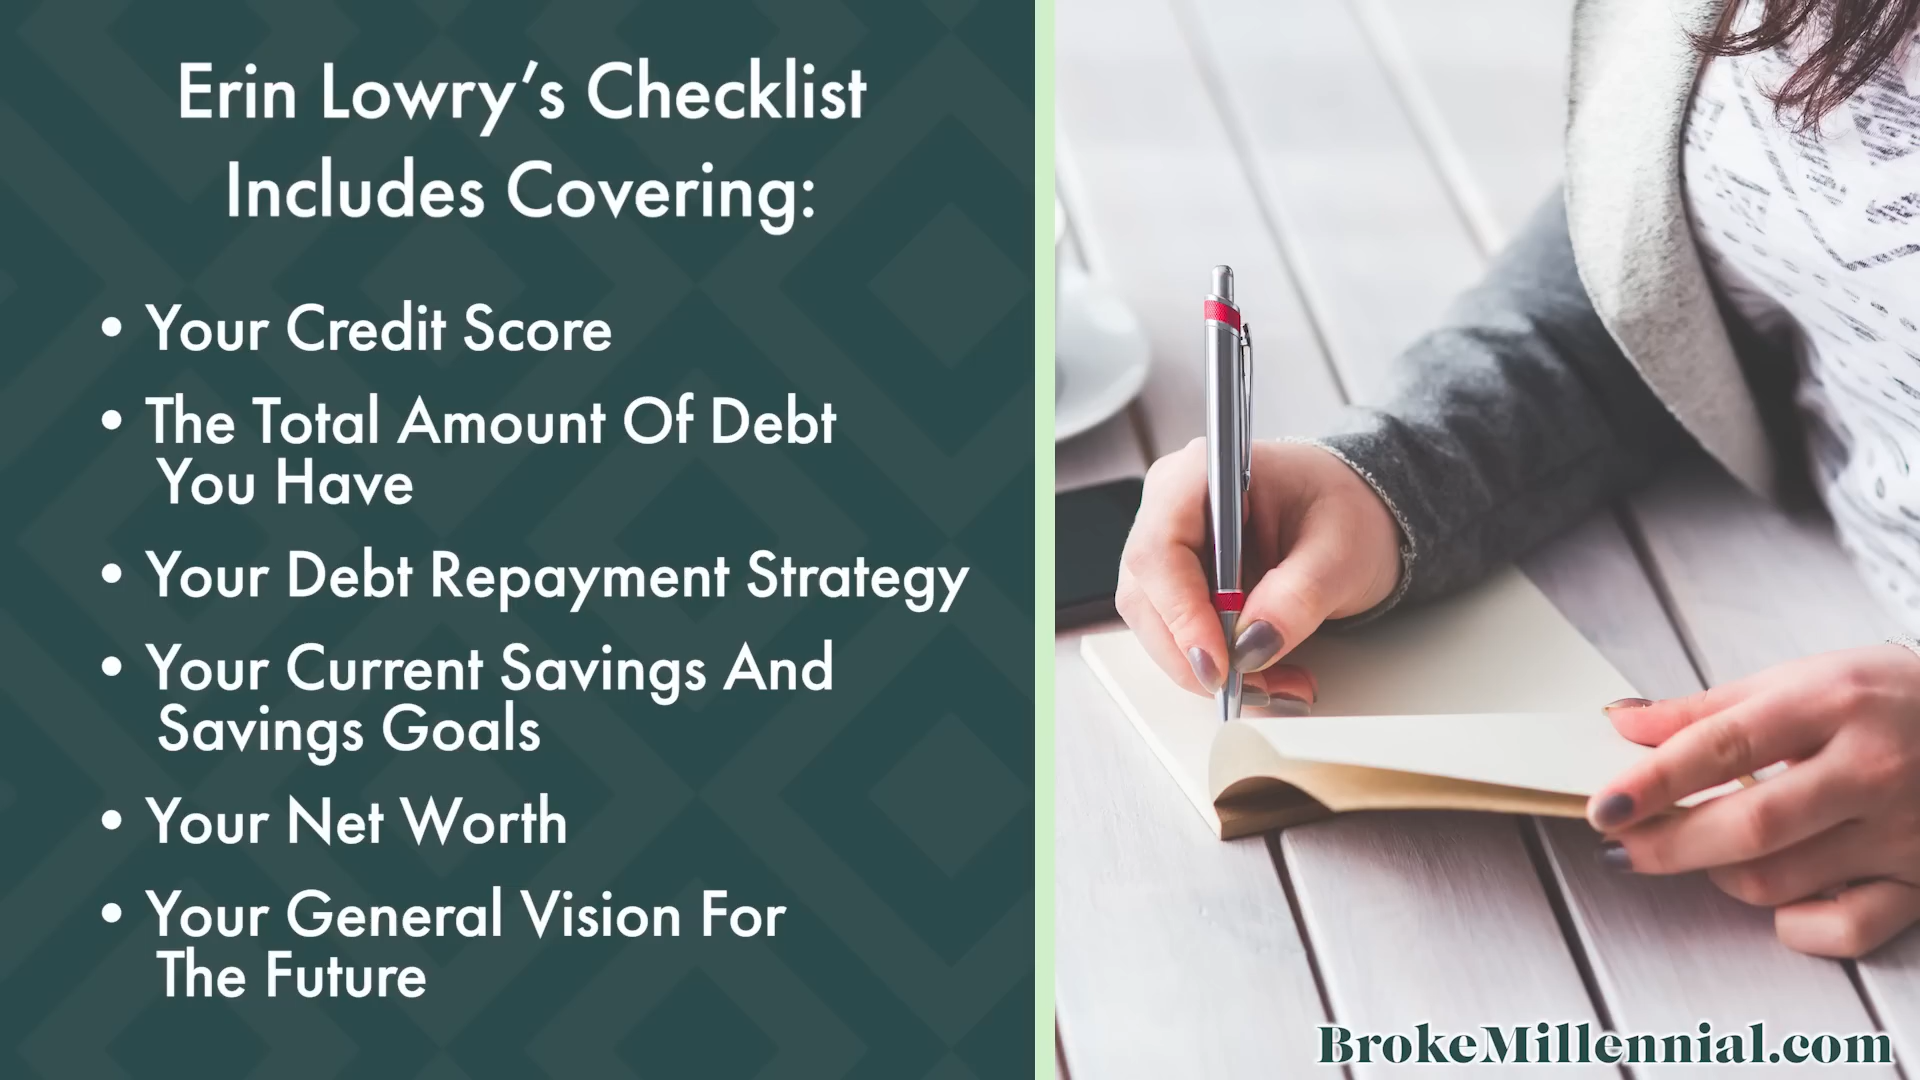 Erin Lowry’s Checklist
Includes Covering:
• Your Credit Score
• The Total Amount Of Debt
You Have
• Your Debt Repayment Strategy
• Your Current Savings And
Savings Goals
• Your Net Worth
• Your General Vision For
The Future
BrokeMillennial.com